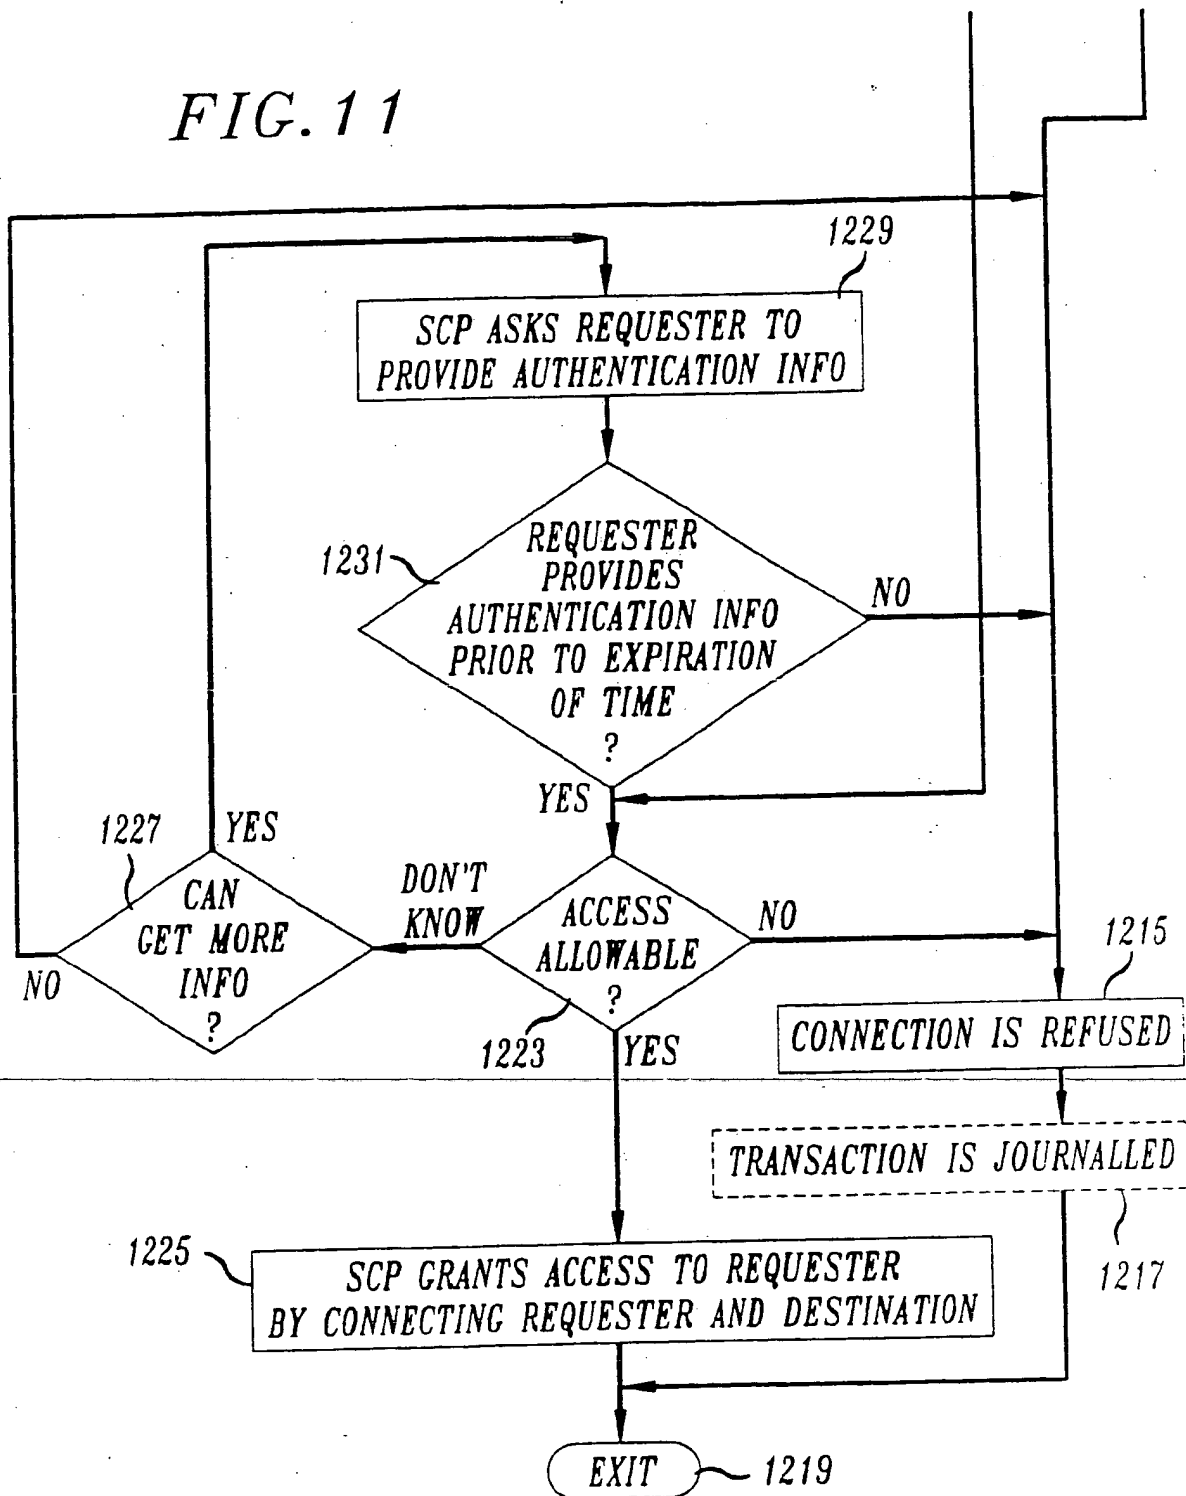 FIG. 11
1229
SCP ASKS REQUESTER TO
PROVIDE AUTHENTICATION INFO
1231
REQUESTER
PROVIDES
AUTHENTICATION INFO
PRIOR TO EXPIRATION
OF TIME
?
NO
YES
1227
YES
CAN
GET MORE
INFO
?
NO
DON'T
KNOW
ACCESS
ALLOWABLE
?
NO
1223
YES
1215
CONNECTION IS REFUSED
TRANSACTION IS JOURNALLED
1217
1225
SCP GRANTS ACCESS TO REQUESTER
BY CONNECTING REQUESTER AND DESTINATION
EXIT
1219